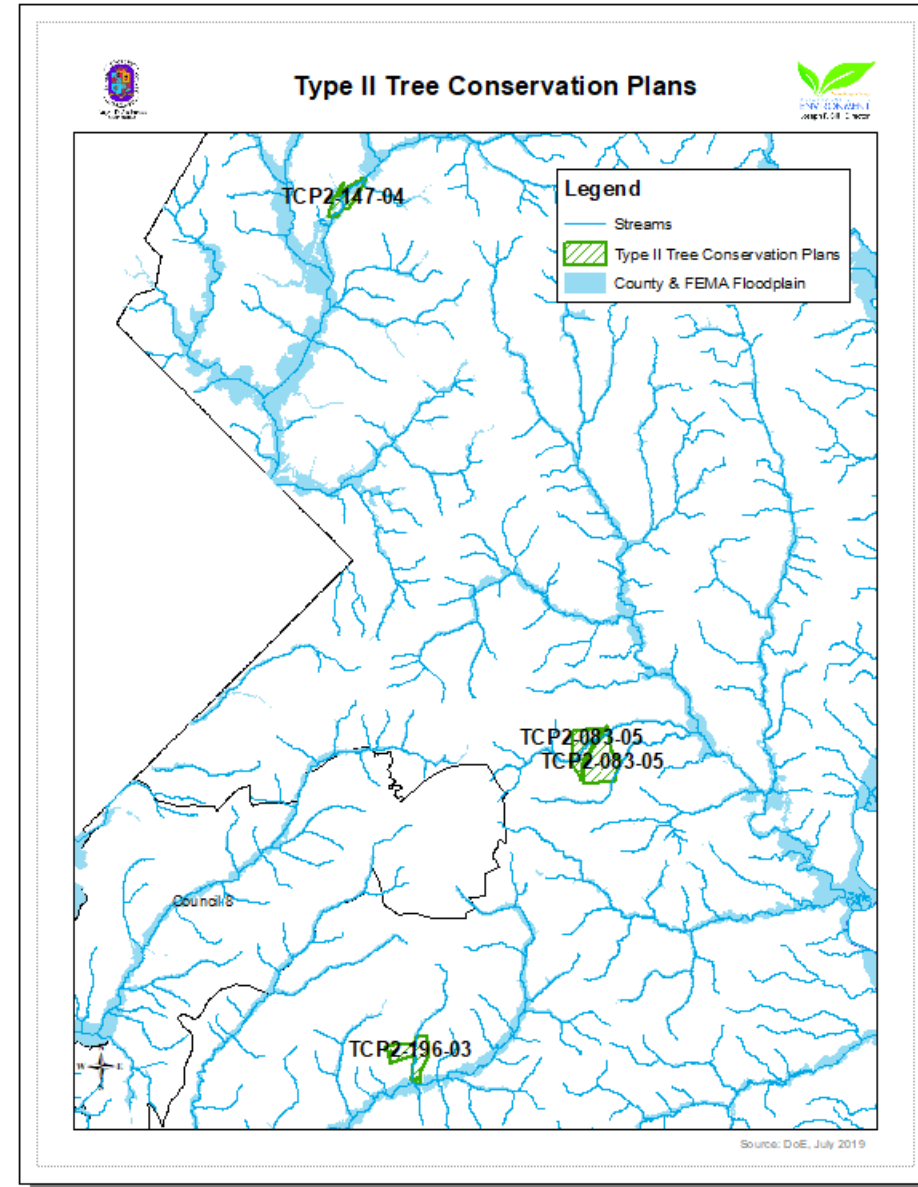 Type II Tree Conservation Plans
ENVIRONMENT
TCP2-147-04
Legend
Streams
Type II Tree Conservation Plans
County & FEMA Floodplain
TCP2-083-05
TCP2-083-05
Council 8
TCP2-196-03
W E
Source: DoE, July 2019